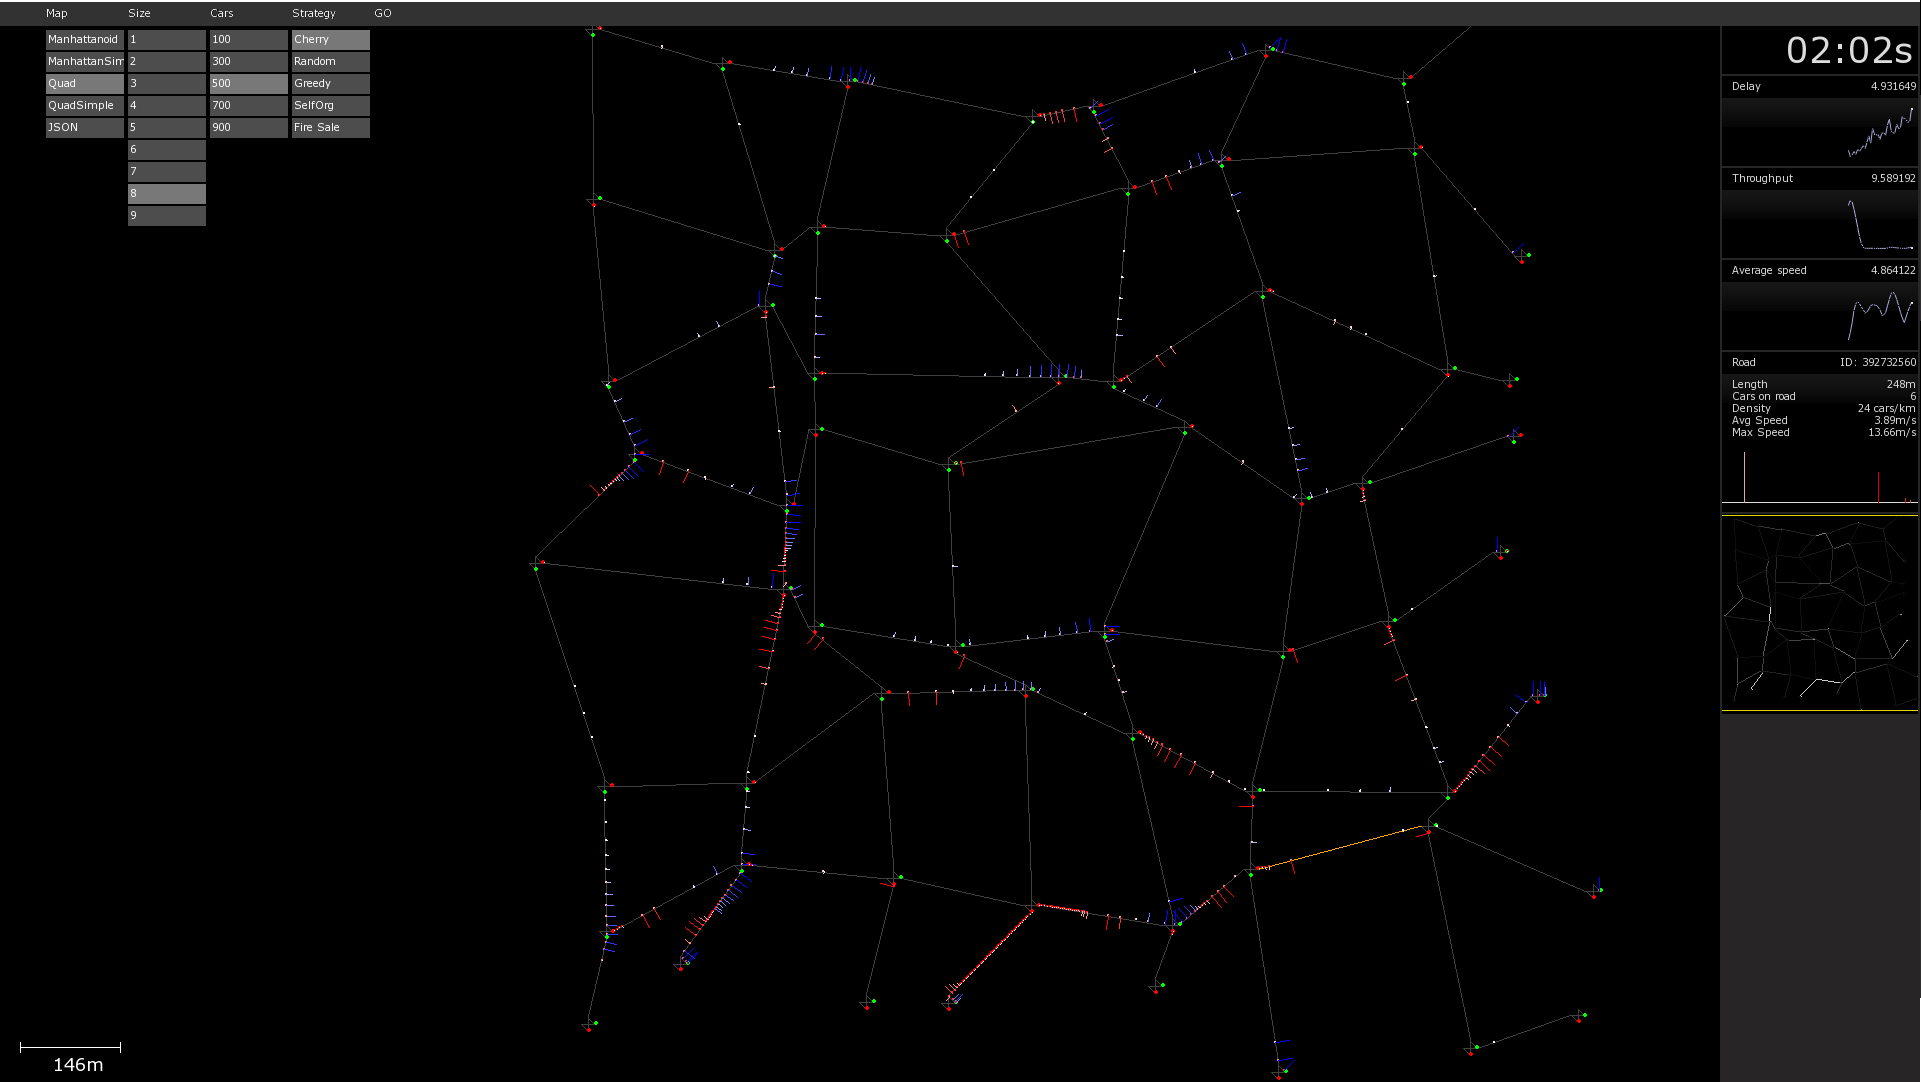 Map Size Cars Strategy GO
Manhattanoid 1 100 Cherry
ManhattanSim 2 300 Random
Quad 3 500 Greedy
QuadSimple 4 700 SelfOrg
JSON 5 900 Fire Sale
6
7
8
9
02:02s
Delay 4.931649
Throughput 9.589192
Average speed 4.864122
Road ID: 392732560
Length 248m
Cars on road 6
Density 24 cars/km
Avg Speed 3.89m/s
Max Speed 13.66m/s
146m